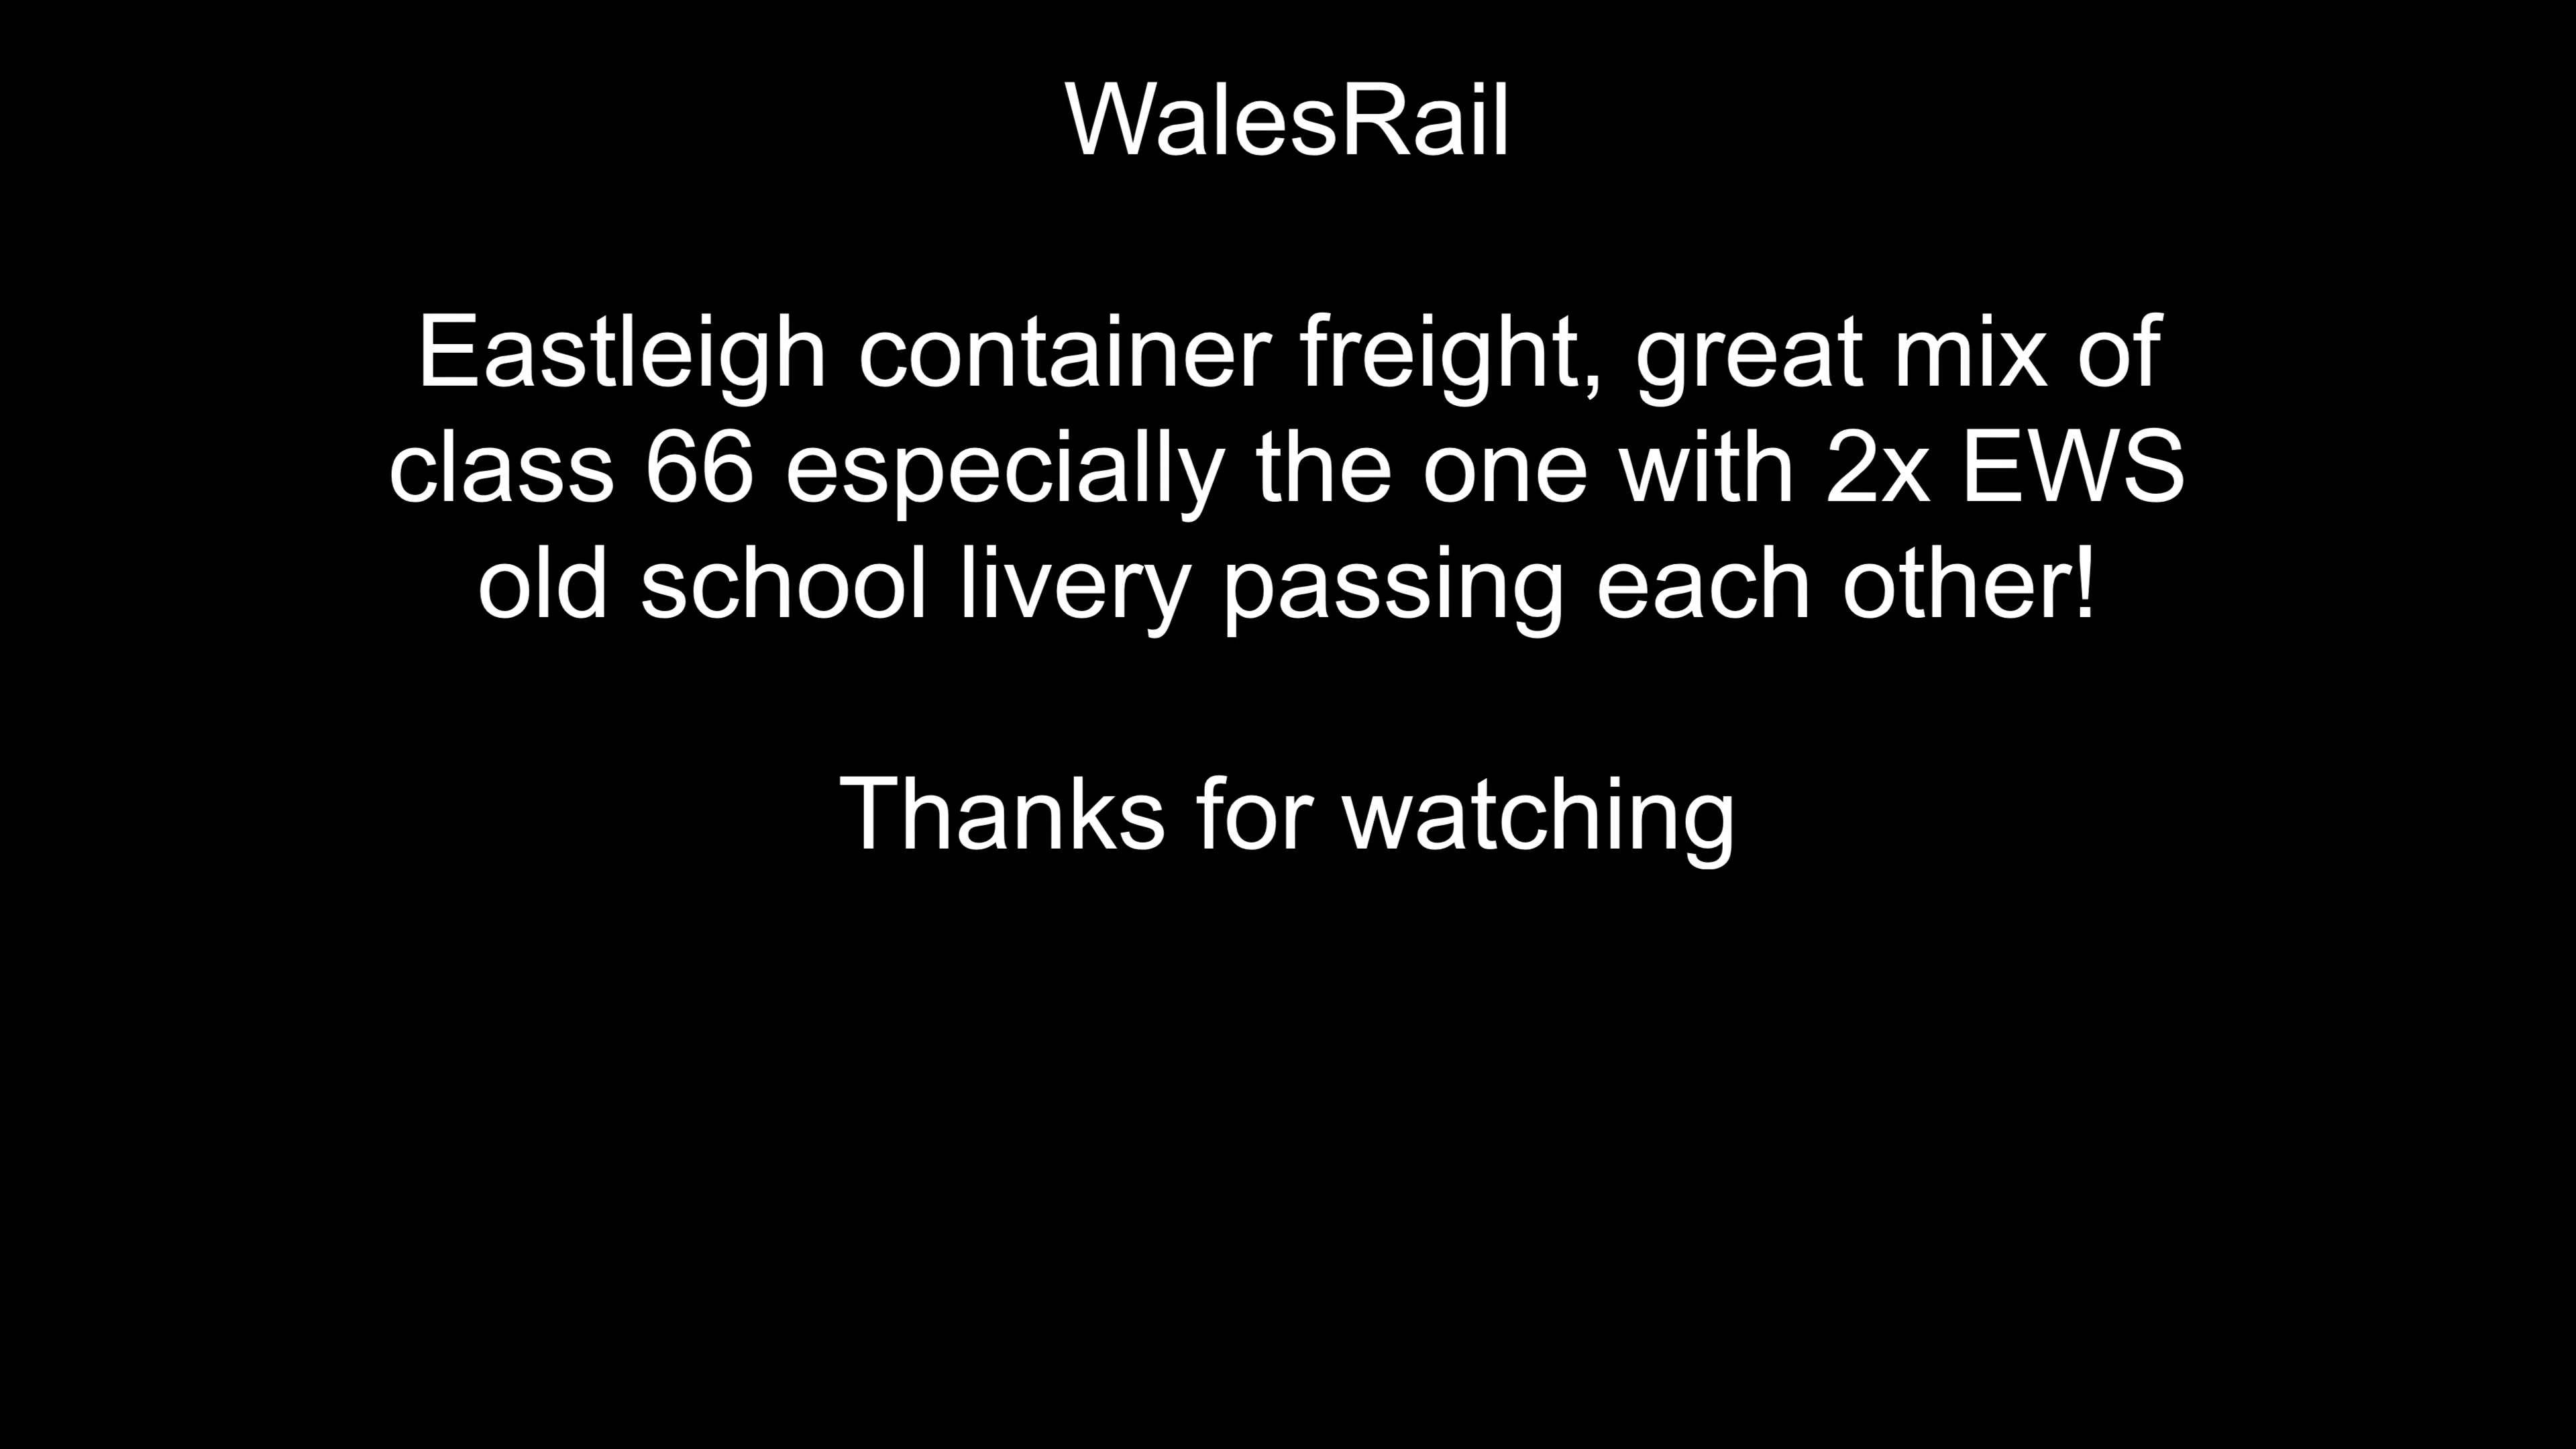 WalesRail
Eastleigh container freight, great mix of
class 66 especially the one with 2x EWS
old school livery passing each other!
Thanks for watching